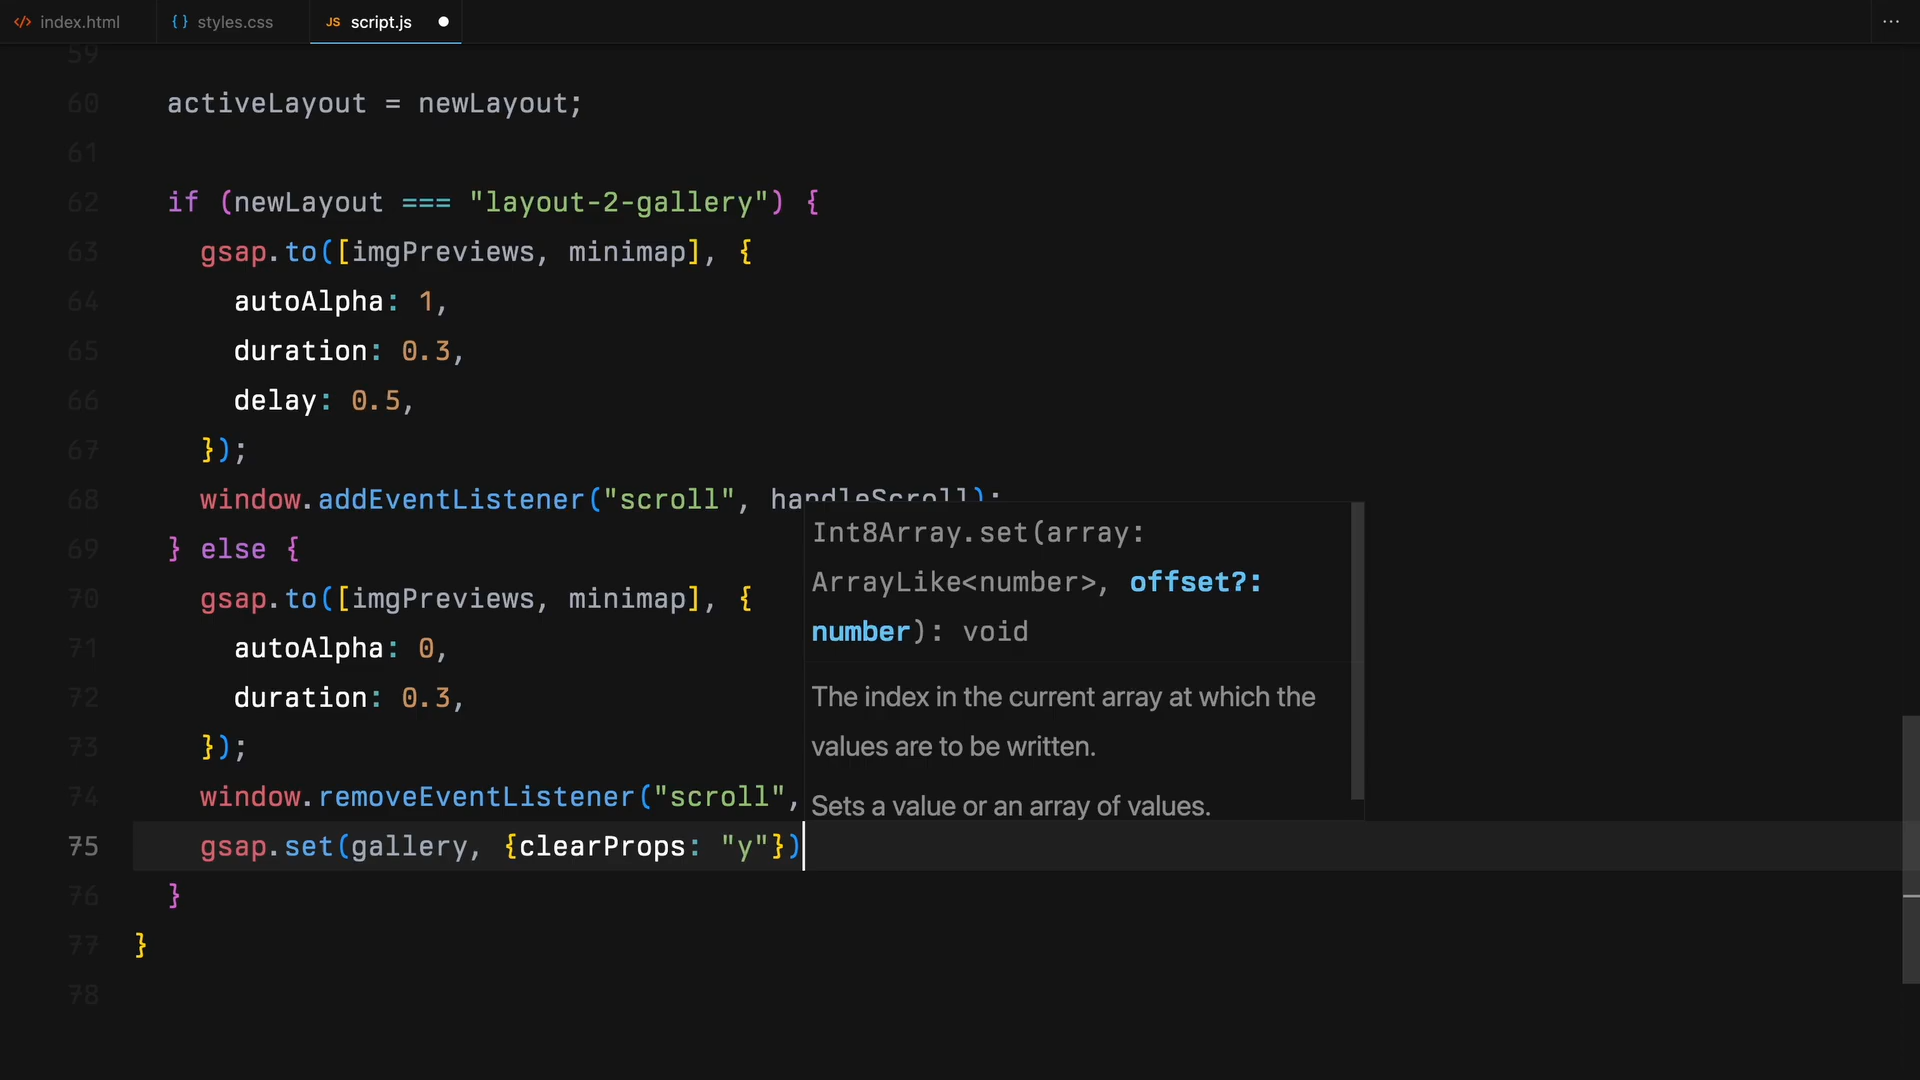 </> index.html
{ } styles.css
JS script.js
59
60 activeLayout = newLayout;
61
62 if (newLayout === "layout-2-gallery") {
63 gsap.to([imgPreviews, minimap], {
64 autoAlpha: 1,
65 duration: 0.3,
66 delay: 0.5,
67 });
68 window.addEventListener("scroll", handleScroll);
69 } else {
70 gsap.to([imgPreviews, minimap], {
71 autoAlpha: 0,
72 duration: 0.3,
73 });
74 window.removeEventListener("scroll",
75 gsap.set(gallery, {clearProps: "y"})
76 }
77 }
78
Int8Array.set(array:
ArrayLike<number>, offset?:
number): void
The index in the current array at which the
values are to be written.
Sets a value or an array of values.